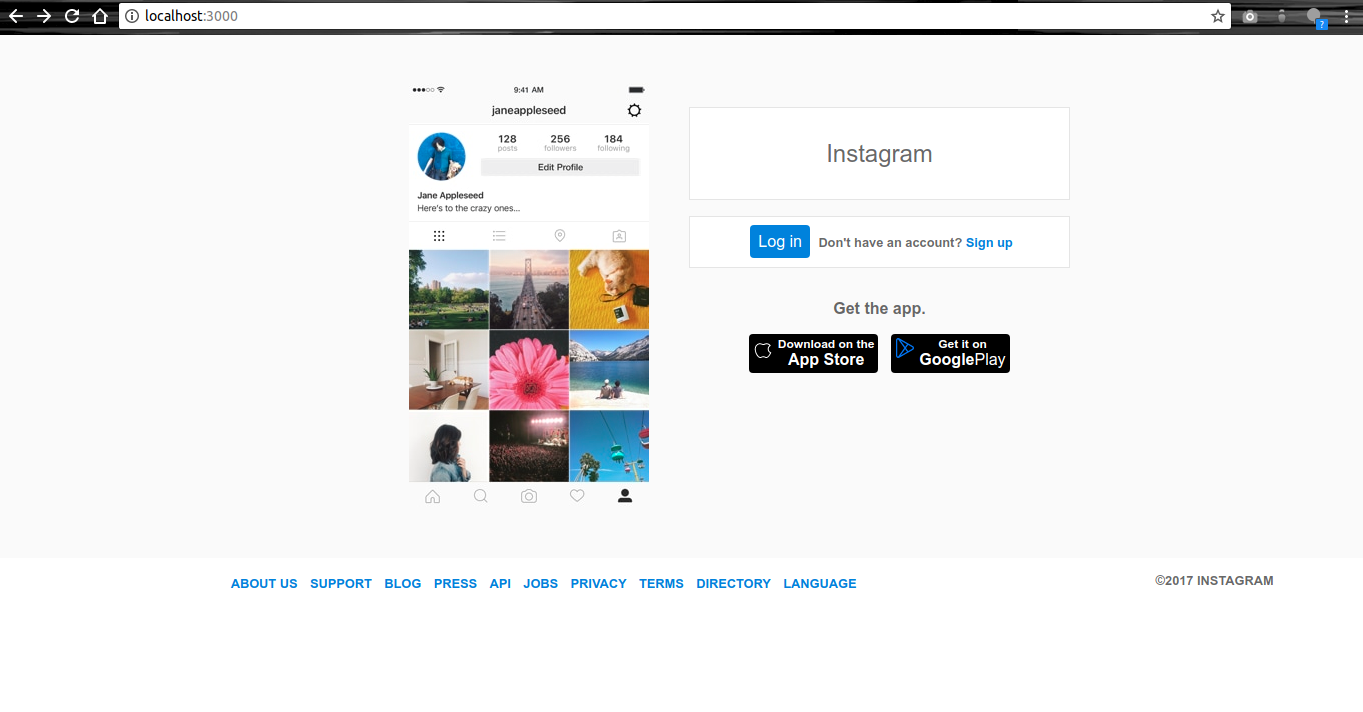 localhost:3000
9:41 AM
janeappleseed
128 256 184
posts followers following
Edit Profile
Jane Appleseed
Here's to the crazy ones...
Instagram
Log in Don't have an account? Sign up
Get the app.
Download on the
App Store
Get it on
GooglePlay
ABOUT US SUPPORT BLOG PRESS API JOBS PRIVACY TERMS DIRECTORY LANGUAGE
©2017 INSTAGRAM
?